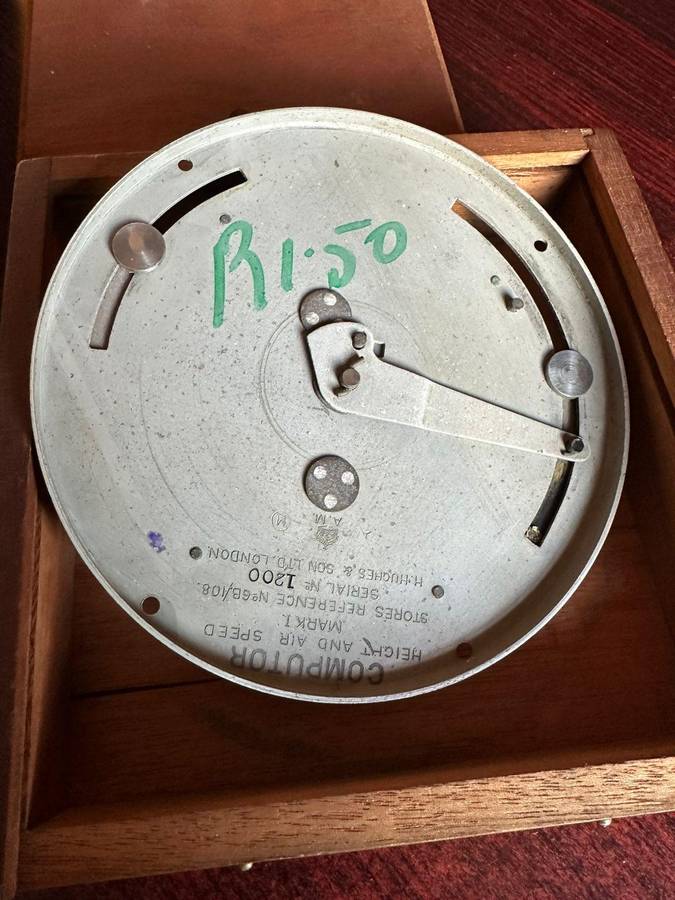 R1·50
COMPUTOR
HEIGHT AND AIR SPEED
MARK I.
STORES REFERENCE Nº 6B/108.
SERIAL Nº 1200
H. HUGHES & SON LTD. LONDON.
A.M.